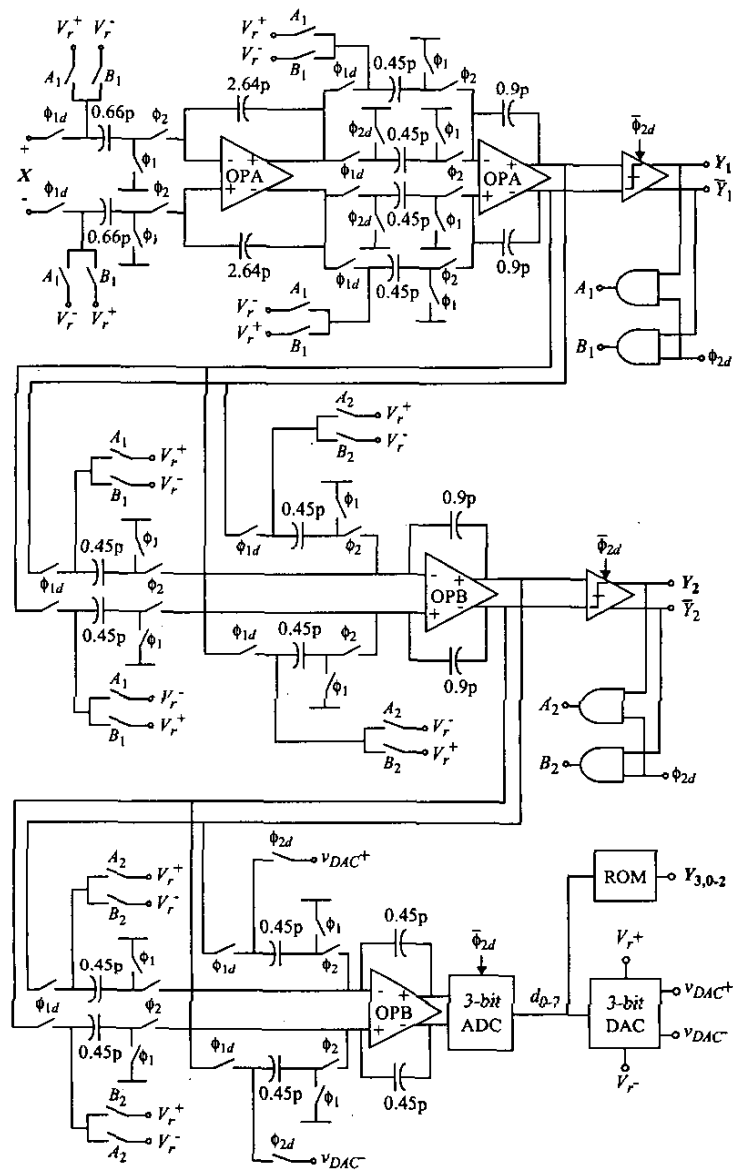 V_r^+ V_r^-
A_1 B_1
ϕ_1d 0.66p ϕ_2
+
X
-
ϕ_1
ϕ_1d 0.66p ϕ_2
ϕ_1
A_1 B_1
V_r^- V_r^+
2.64p
- +
OPA
+ -
2.64p
V_r^+ A_1
V_r^- B_1
ϕ_1d 0.45p ϕ_1 ϕ_2
ϕ_2d 0.45p ϕ_1
ϕ_1d ϕ_2
ϕ_1d 0.45p ϕ_2
ϕ_2d ϕ_1
0.45p
ϕ_1d ϕ_2
ϕ_1
V_r^- A_1
V_r^+ B_1
0.9p
- +
OPA
+ -
0.9p
ϕ̄_2d
Y_1
Ȳ_1
A_1
B_1
ϕ_2d
A_1 V_r^+
B_1 V_r^-
A_2 V_r^+
B_2 V_r^-
0.45p ϕ_1
ϕ_1d ϕ_2
0.45p ϕ_1
ϕ_1d ϕ_2
0.45p
ϕ_1
A_1 V_r^-
B_1 V_r^+
0.45p ϕ_2
ϕ_1d
ϕ_1
A_2 V_r^-
B_2 V_r^+
0.9p
- +
OPB
+ -
0.9p
ϕ̄_2d
Y_2
Ȳ_2
A_2
B_2
ϕ_2d
A_2 V_r^+
B_2 V_r^-
ϕ_2d v_DAC^+
0.45p ϕ_1
ϕ_1d ϕ_2
0.45p ϕ_1
ϕ_1d ϕ_2
0.45p
ϕ_1
B_2 V_r^+
A_2 V_r^-
0.45p ϕ_2
ϕ_1d
ϕ_1
ϕ_2d v_DAC^-
0.45p
- +
OPB
+ -
0.45p
ϕ̄_2d
3-bit
ADC
d_0-7
ROM
Y_3,0-2
V_r+
3-bit
DAC
v_DAC^+
v_DAC^-
V_r-